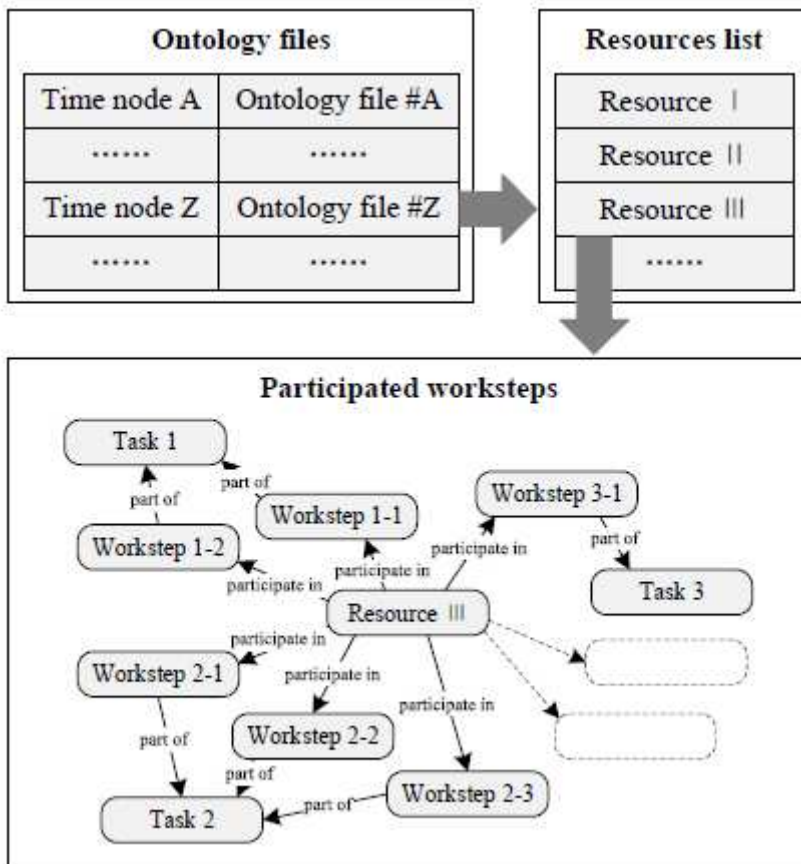 Ontology files
Time node A Ontology file #A
...... ......
Time node Z Ontology file #Z
...... ......
Resources list
Resource I
Resource II
Resource III
......
Participated worksteps
Task 1
part of
part of
Workstep 1-1
Workstep 3-1
Workstep 1-2
participate in
part of
participate in
participate in
Task 3
Resource III
participate in
Workstep 2-1
participate in
participate in
part of
Workstep 2-2
part of
Workstep 2-3
part of
Task 2